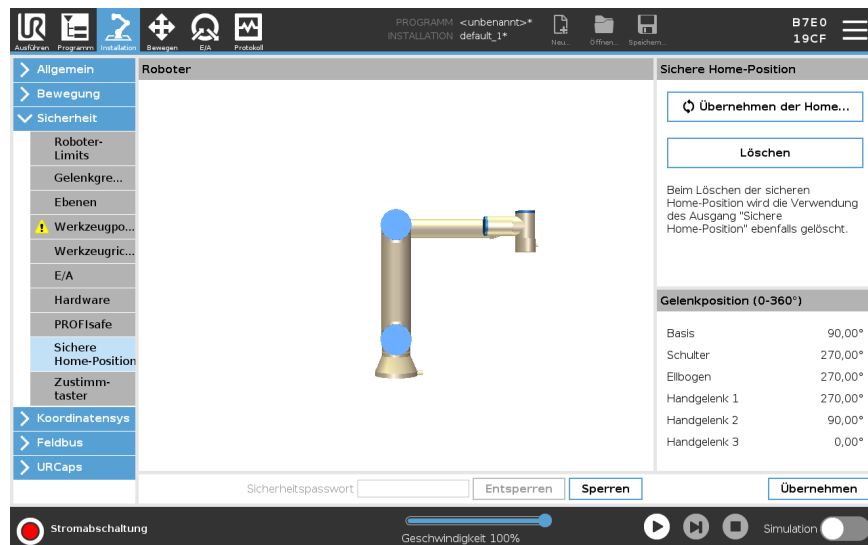 PROGRAMM <unbenannt>*
INSTALLATION default_1*
Ausführen Programm Installation Bewegen E/A Protokoll
Neu... Öffnen... Speichern...
B7E0
19CF
Allgemein
Bewegung
Sicherheit
Roboter-
Limits
Gelenkgre...
Ebenen
Werkzeugpo...
Werkzeugric...
E/A
Hardware
PROFIsafe
Sichere
Home-Position
Zustimm-
taster
Koordinatensys
Feldbus
URCaps
Roboter
Sichere Home-Position
Übernehmen der Home...
Löschen
Beim Löschen der sicheren
Home-Position wird die Verwendung
des Ausgang "Sichere
Home-Position" ebenfalls gelöscht.
Gelenkposition (0-360°)
Basis 90,00°
Schulter 270,00°
Ellbogen 270,00°
Handgelenk 1 270,00°
Handgelenk 2 90,00°
Handgelenk 3 0,00°
Sicherheitspasswort Entsperren Sperren Übernehmen
Stromabschaltung
Geschwindigkeit 100%
Simulation